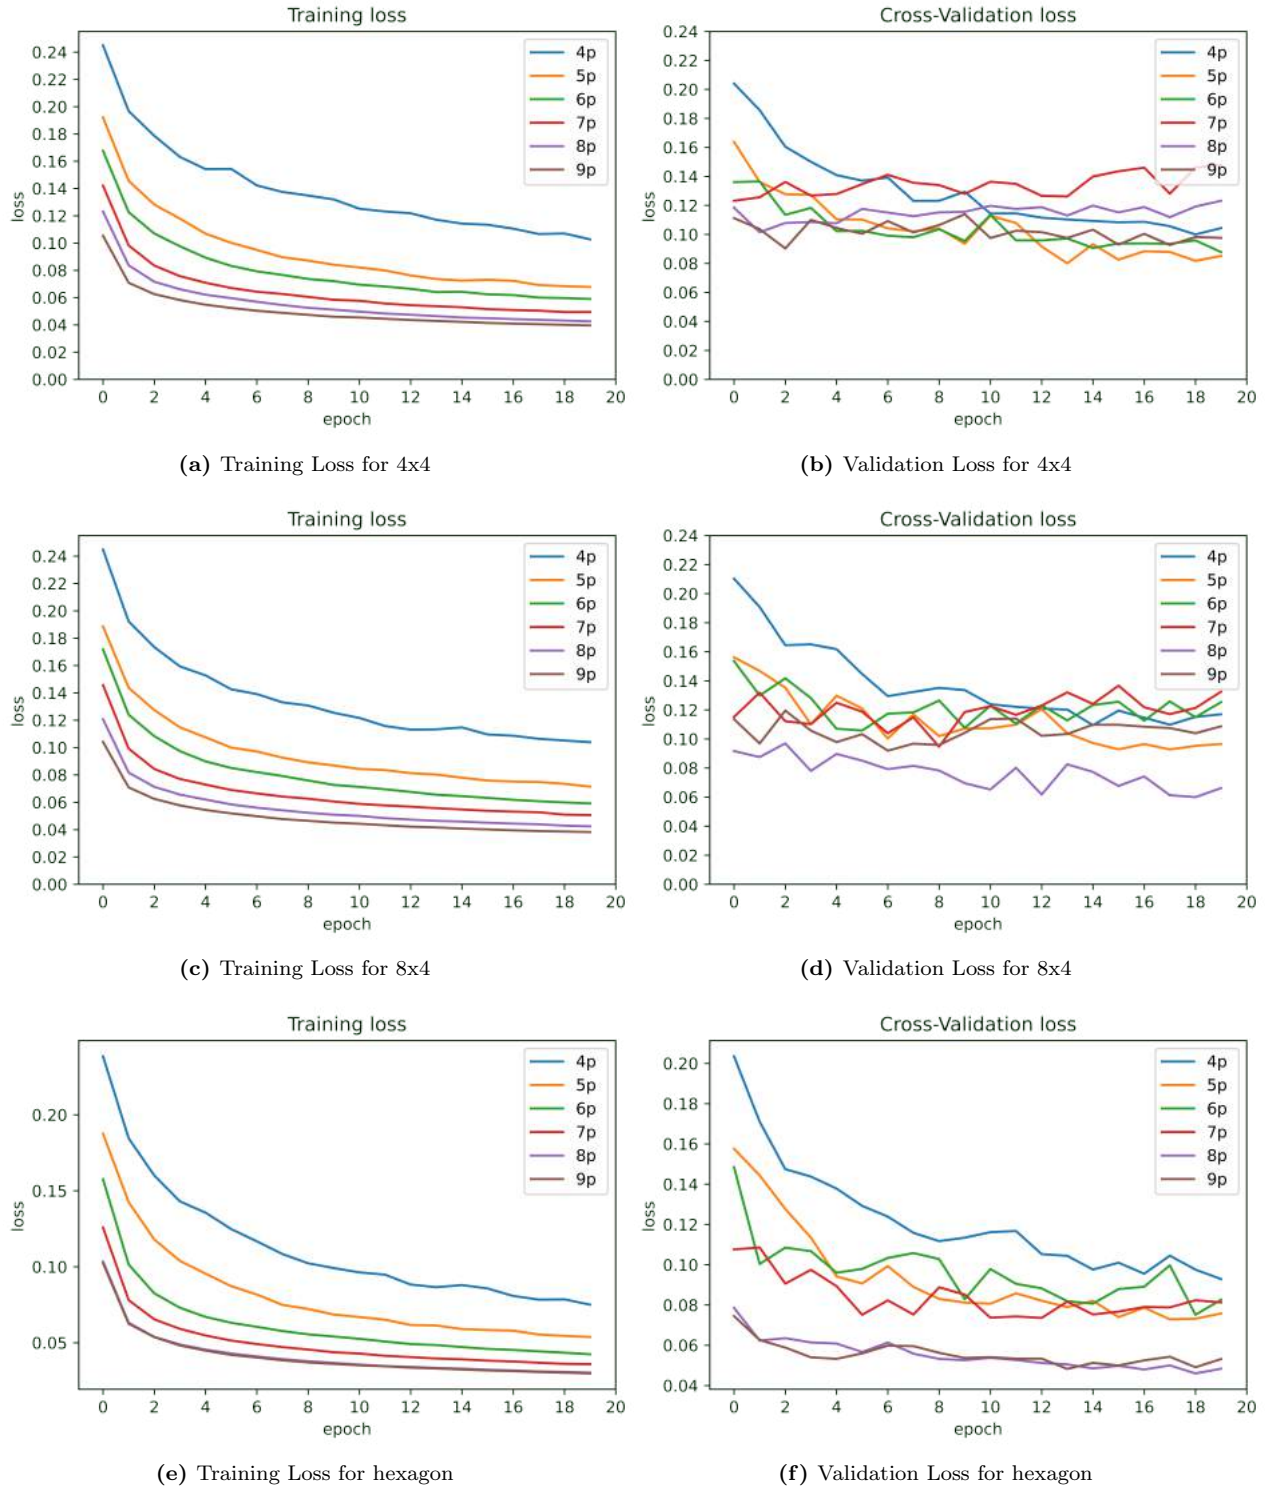 Training loss
0.24
0.22
0.20
0.18
0.16
0.14
0.12
0.10
0.08
0.06
0.04
0.02
0.00
loss
4p
5p
6p
7p
8p
9p
0 2 4 6 8 10 12 14 16 18 20
epoch
(a) Training Loss for 4x4
Cross-Validation loss
0.24
0.22
0.20
0.18
0.16
0.14
0.12
0.10
0.08
0.06
0.04
0.02
0.00
loss
4p
5p
6p
7p
8p
9p
0 2 4 6 8 10 12 14 16 18 20
epoch
(b) Validation Loss for 4x4
Training loss
0.24
0.22
0.20
0.18
0.16
0.14
0.12
0.10
0.08
0.06
0.04
0.02
0.00
loss
4p
5p
6p
7p
8p
9p
0 2 4 6 8 10 12 14 16 18 20
epoch
(c) Training Loss for 8x4
Cross-Validation loss
0.24
0.22
0.20
0.18
0.16
0.14
0.12
0.10
0.08
0.06
0.04
0.02
0.00
loss
4p
5p
6p
7p
8p
9p
0 2 4 6 8 10 12 14 16 18 20
epoch
(d) Validation Loss for 8x4
Training loss
0.20
0.15
0.10
0.05
loss
4p
5p
6p
7p
8p
9p
0 2 4 6 8 10 12 14 16 18 20
epoch
(e) Training Loss for hexagon
Cross-Validation loss
0.20
0.18
0.16
0.14
0.12
0.10
0.08
0.06
0.04
loss
4p
5p
6p
7p
8p
9p
0 2 4 6 8 10 12 14 16 18 20
epoch
(f) Validation Loss for hexagon